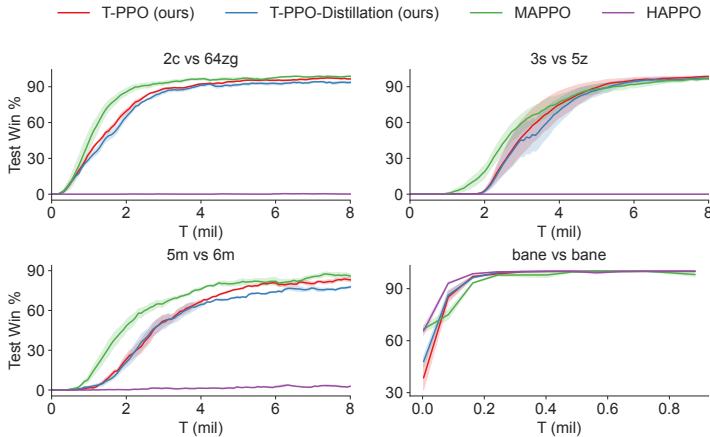 T-PPO (ours) T-PPO-Distillation (ours) MAPPO HAPPO
2c vs 64zg
Test Win %
90
60
30
0
0 2 4 6 8
T (mil)
3s vs 5z
90
60
30
0
0 2 4 6 8
T (mil)
5m vs 6m
Test Win %
90
60
30
0
0 2 4 6 8
T (mil)
bane vs bane
90
60
30
0.0 0.2 0.4 0.6 0.8
T (mil)